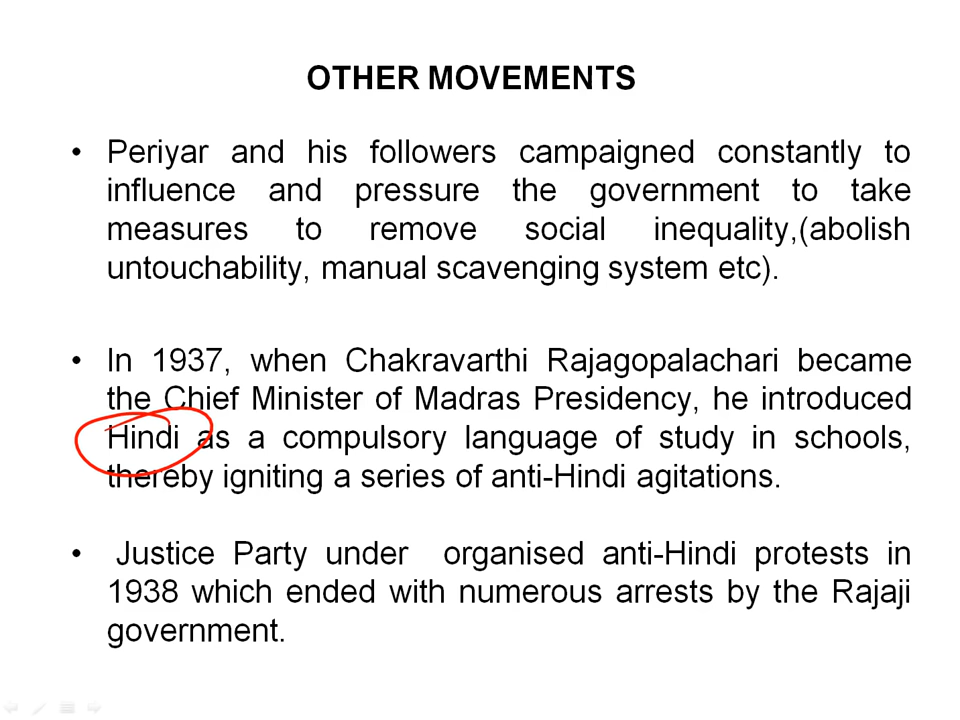 OTHER MOVEMENTS
• Periyar and his followers campaigned constantly to
influence and pressure the government to take
measures to remove social inequality,(abolish
untouchability, manual scavenging system etc).
• In 1937, when Chakravarthi Rajagopalachari became
the Chief Minister of Madras Presidency, he introduced
Hindi as a compulsory language of study in schools,
thereby igniting a series of anti-Hindi agitations.
• Justice Party under organised anti-Hindi protests in
1938 which ended with numerous arrests by the Rajaji
government.